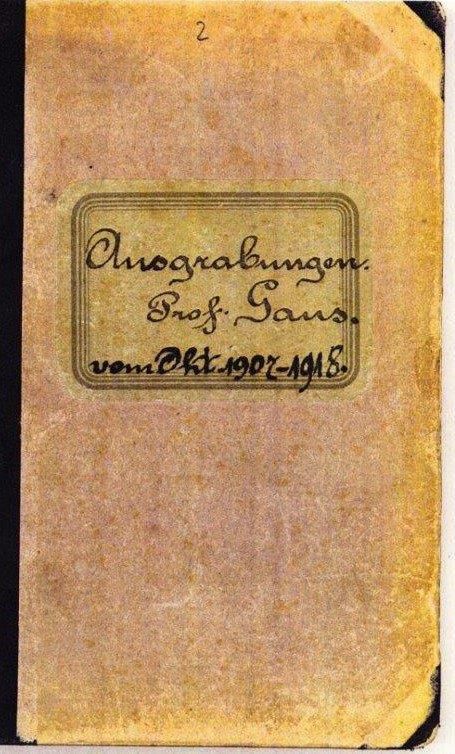 2
Ausgrabungen.
Prof. Gaus.
vom Okt. 1907-1918.